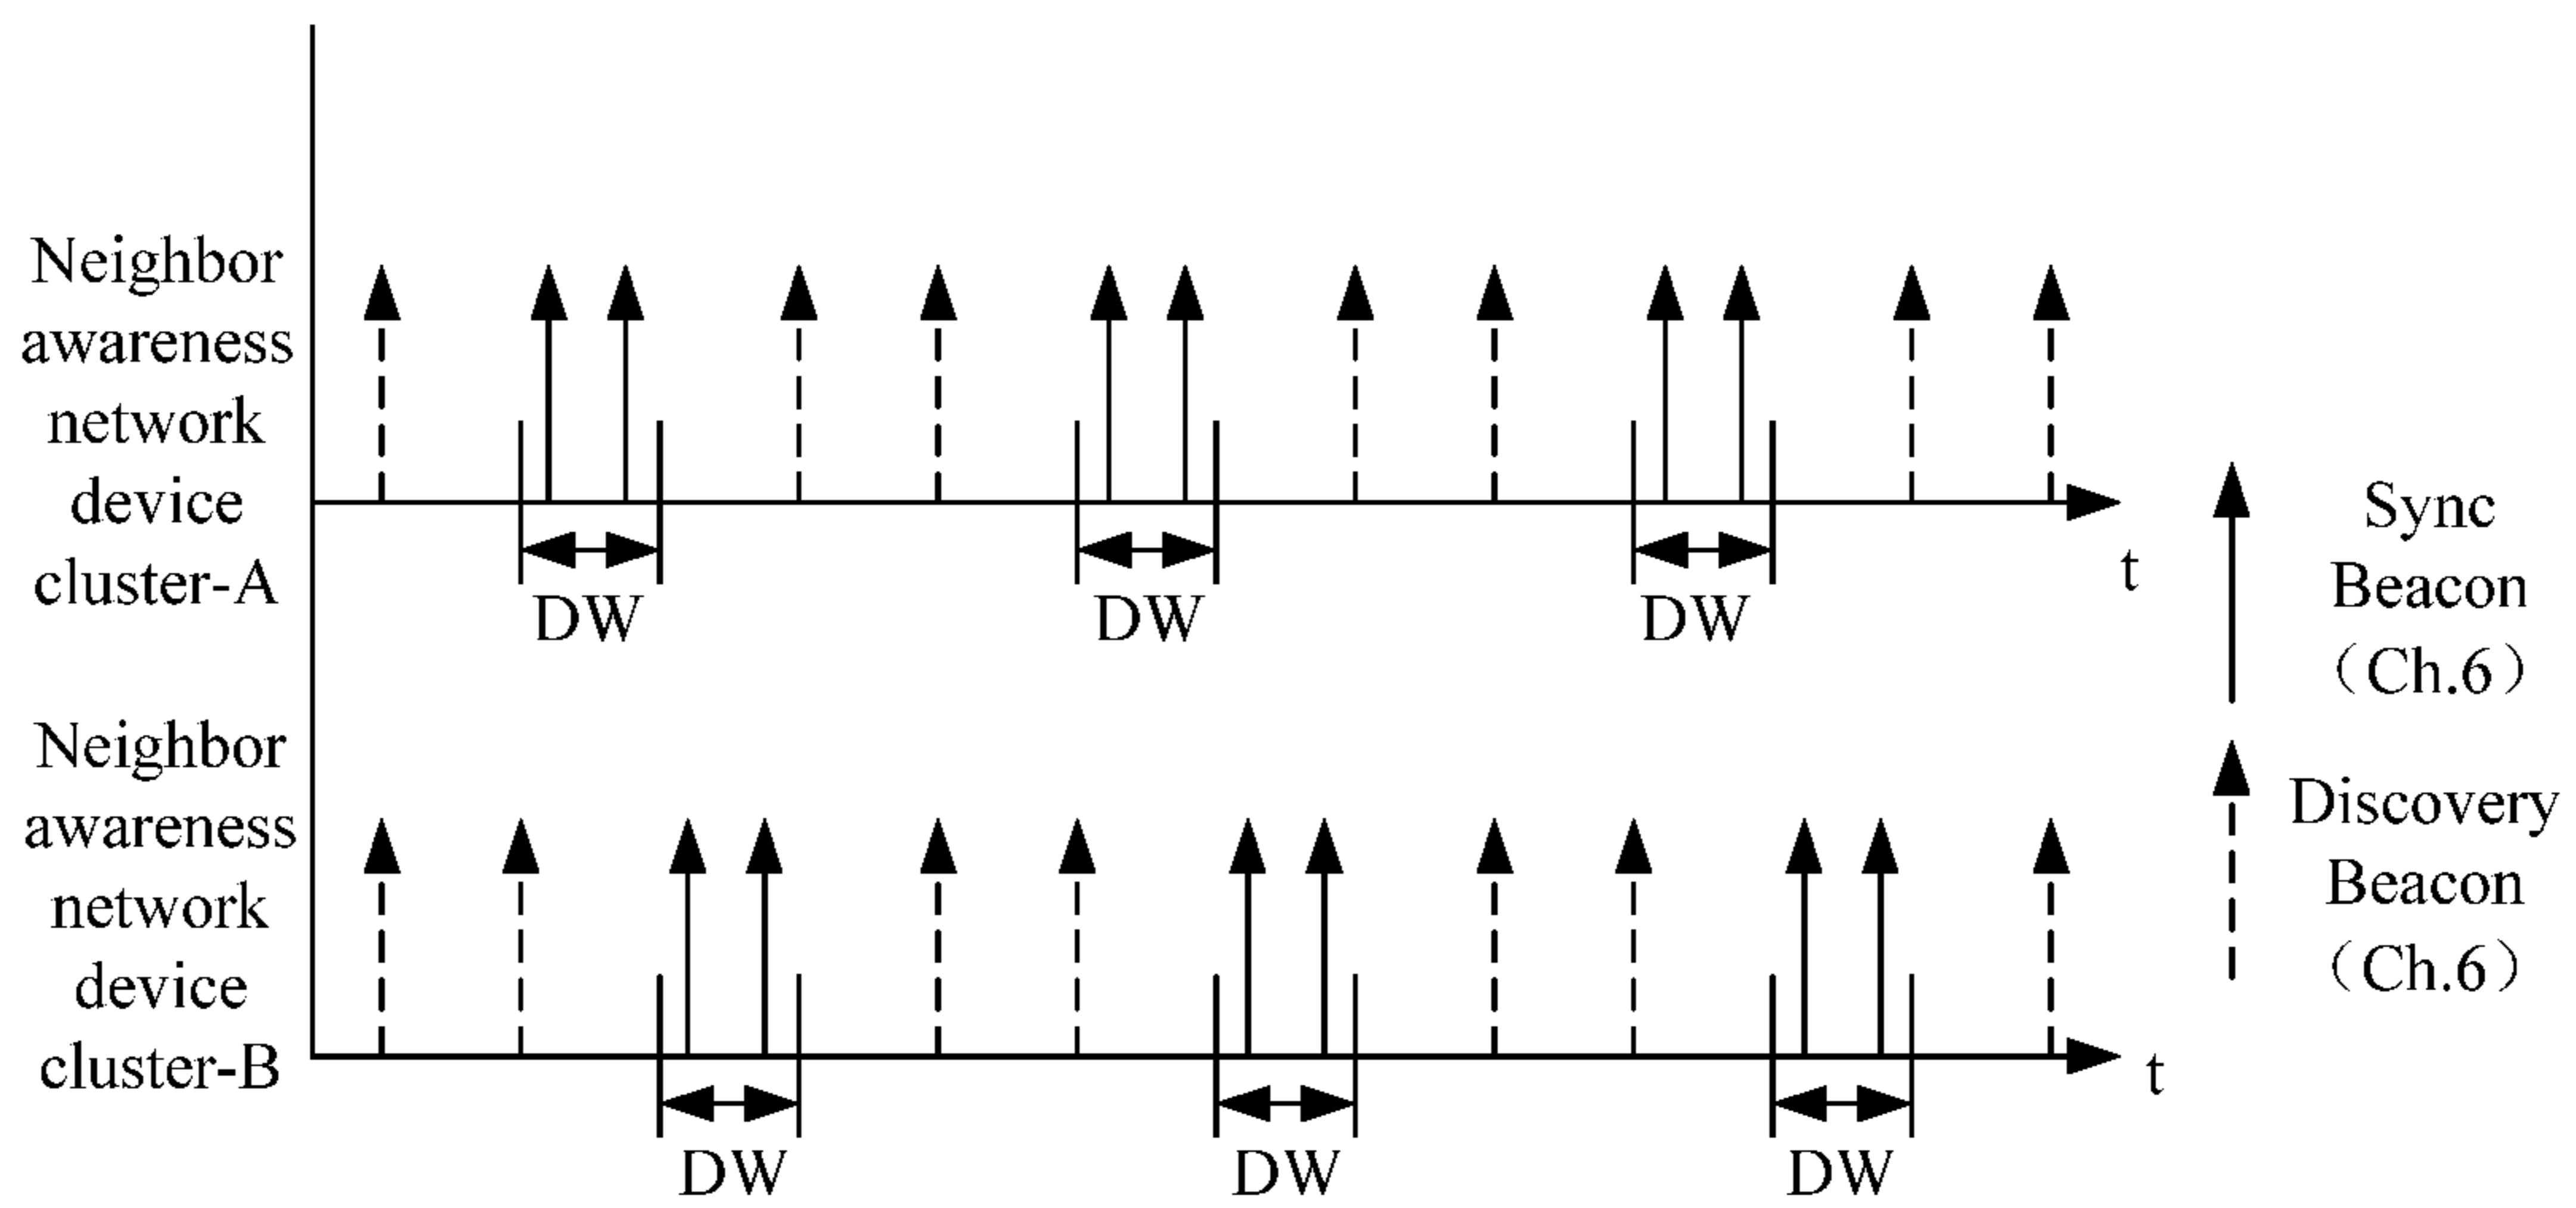 Neighbor
awareness
network
device
cluster-A
DW
DW
DW
t
Neighbor
awareness
network
device
cluster-B
DW
DW
DW
t
Sync
Beacon
（Ch.6）
Discovery
Beacon
（Ch.6）